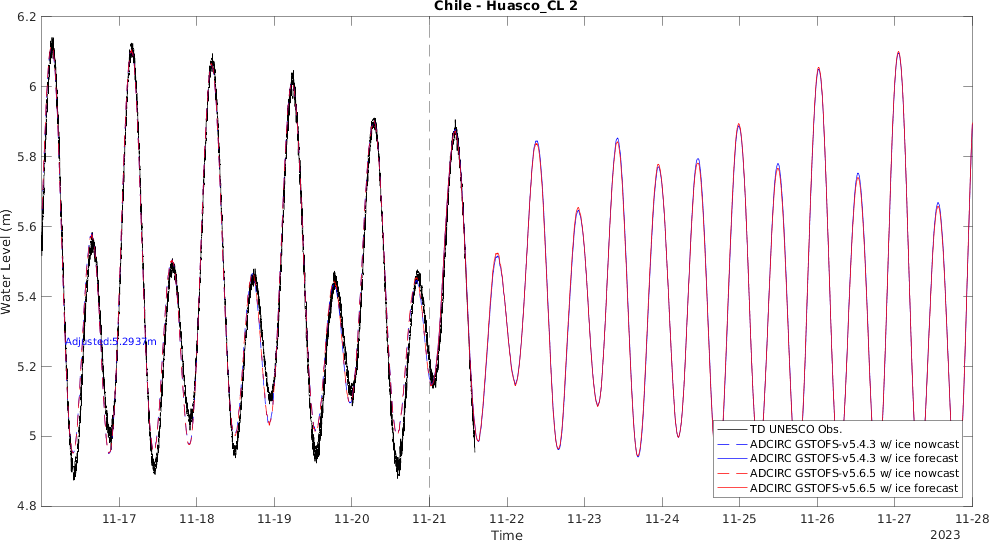 Chile - Huasco_CL 2
6.2
6
5.8
5.6
5.4
5.2
5
4.8
Water Level (m)
Adjusted:5.2937m
TD UNESCO Obs.
ADCIRC GSTOFS-v5.4.3 w/ ice nowcast
ADCIRC GSTOFS-v5.4.3 w/ ice forecast
ADCIRC GSTOFS-v5.6.5 w/ ice nowcast
ADCIRC GSTOFS-v5.6.5 w/ ice forecast
11-17 11-18 11-19 11-20 11-21 11-22 11-23 11-24 11-25 11-26 11-27 11-28
Time
2023